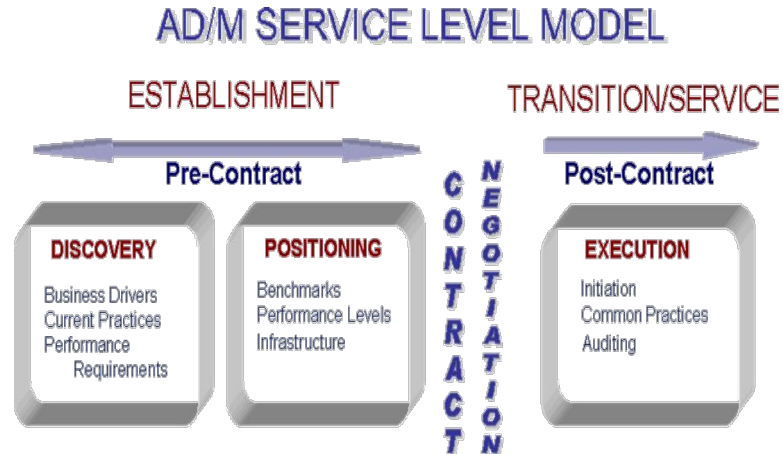 AD/M SERVICE LEVEL MODEL
ESTABLISHMENT
TRANSITION/SERVICE
Pre-Contract
Post-Contract
DISCOVERY
Business Drivers
Current Practices
Performance
Requirements
POSITIONING
Benchmarks
Performance Levels
Infrastructure
CONTRACT
NEGOTIATION
EXECUTION
Initiation
Common Practices
Auditing